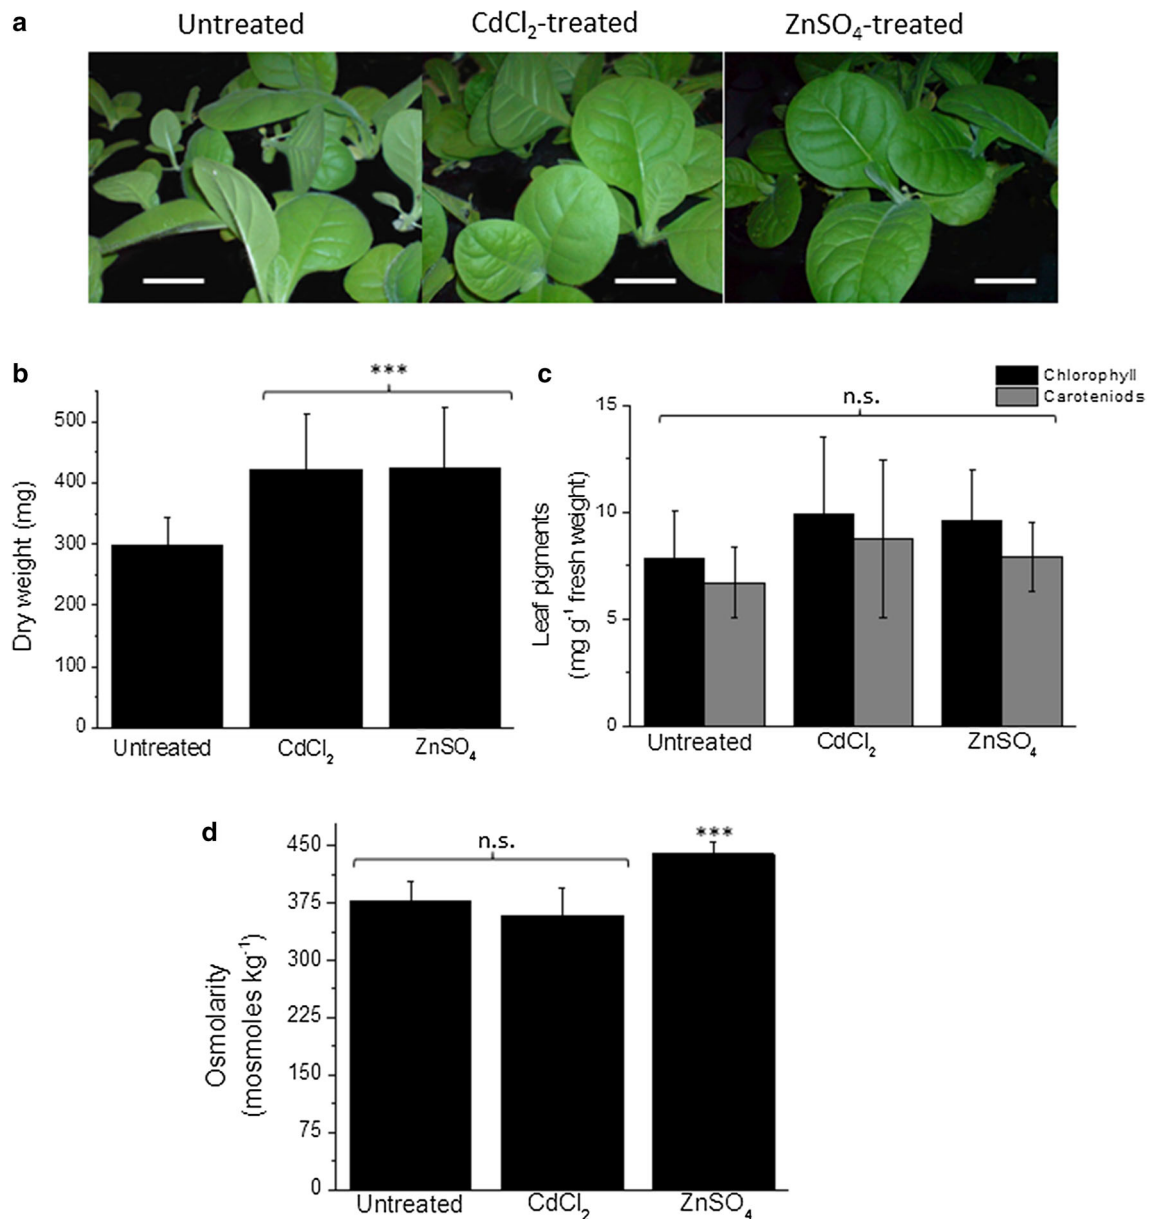 a
Untreated
CdCl₂-treated
ZnSO₄-treated
b
***
500
400
300
200
100
0
Dry weight (mg)
Untreated
CdCl₂
ZnSO₄
c
Chlorophyll
Caroteniods
n.s.
15
10
5
0
Leaf pigments
(mg g⁻¹ fresh weight)
Untreated
CdCl₂
ZnSO₄
d
n.s.
***
450
375
300
225
150
75
0
Osmolarity
(mosmoles kg⁻¹)
Untreated
CdCl₂
ZnSO₄